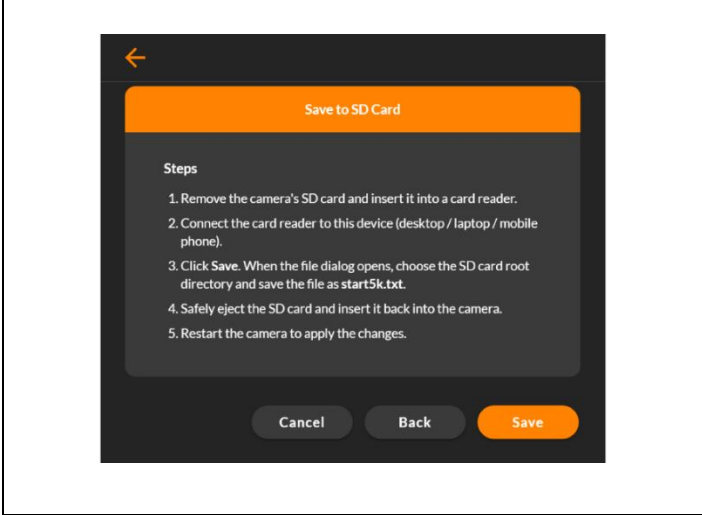 Save to SD Card
Steps
1. Remove the camera's SD card and insert it into a card reader.
2. Connect the card reader to this device (desktop / laptop / mobile
phone).
3. Click Save. When the file dialog opens, choose the SD card root
directory and save the file as start5k.txt.
4. Safely eject the SD card and insert it back into the camera.
5. Restart the camera to apply the changes.
Cancel Back Save